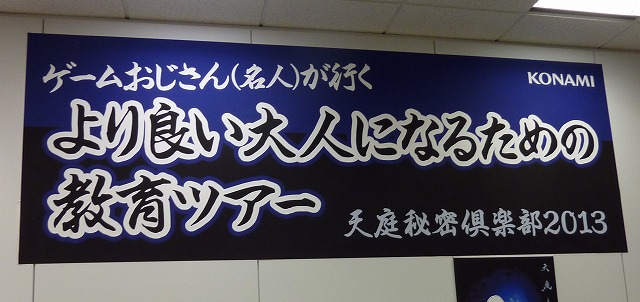 ゲームおじさん(名人)が行く
KONAMI
より良い大人になるための
教育ツアー
天庭秘密倶楽部2013